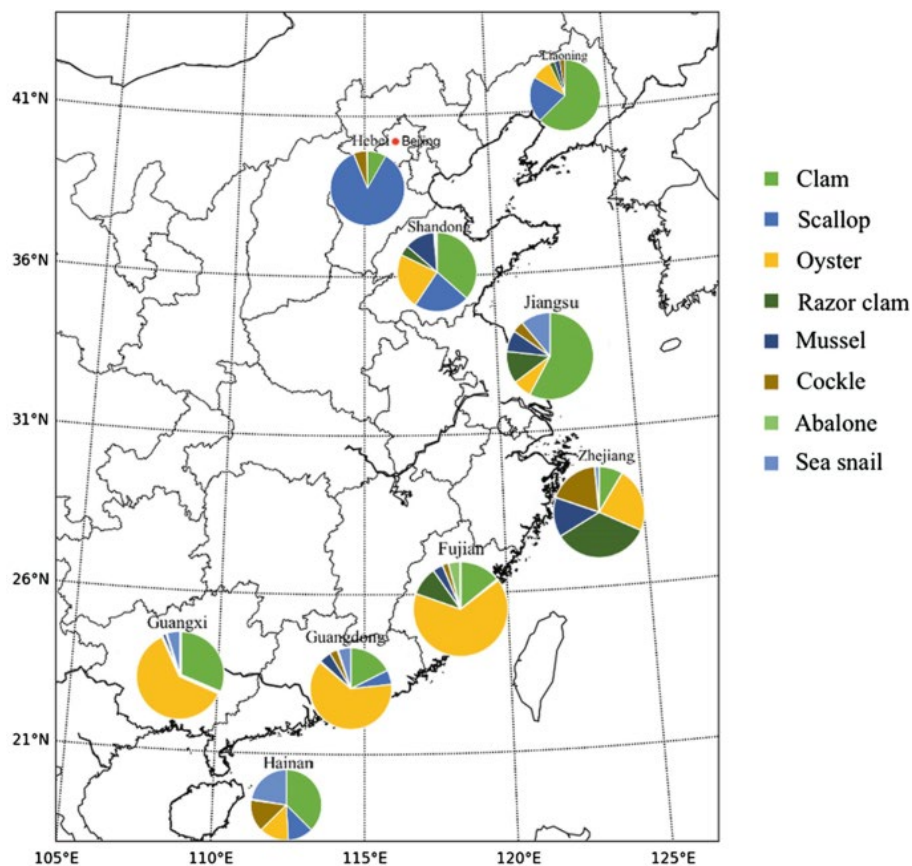 Liaoning
41°N
Hebei
Beijing
Shandong
36°N
Jiangsu
31°N
Zhejiang
Fujian
26°N
Guangxi
Guangdong
21°N
Hainan
105°E
110°E
115°E
120°E
125°E
Clam
Scallop
Oyster
Razor clam
Mussel
Cockle
Abalone
Sea snail